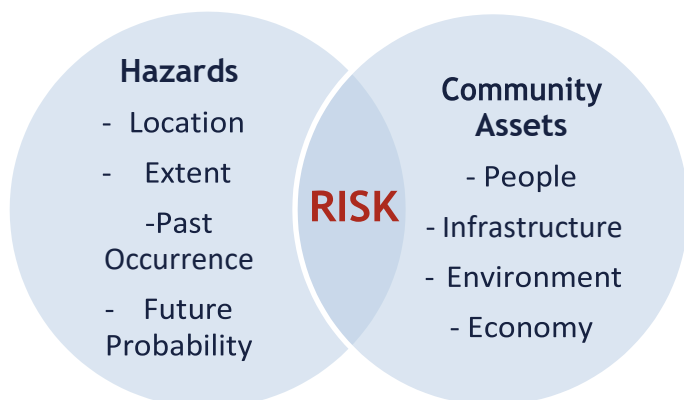 Hazards
- Location
- Extent
-Past
Occurrence
- Future
Probability
RISK
Community
Assets
- People
- Infrastructure
- Environment
- Economy